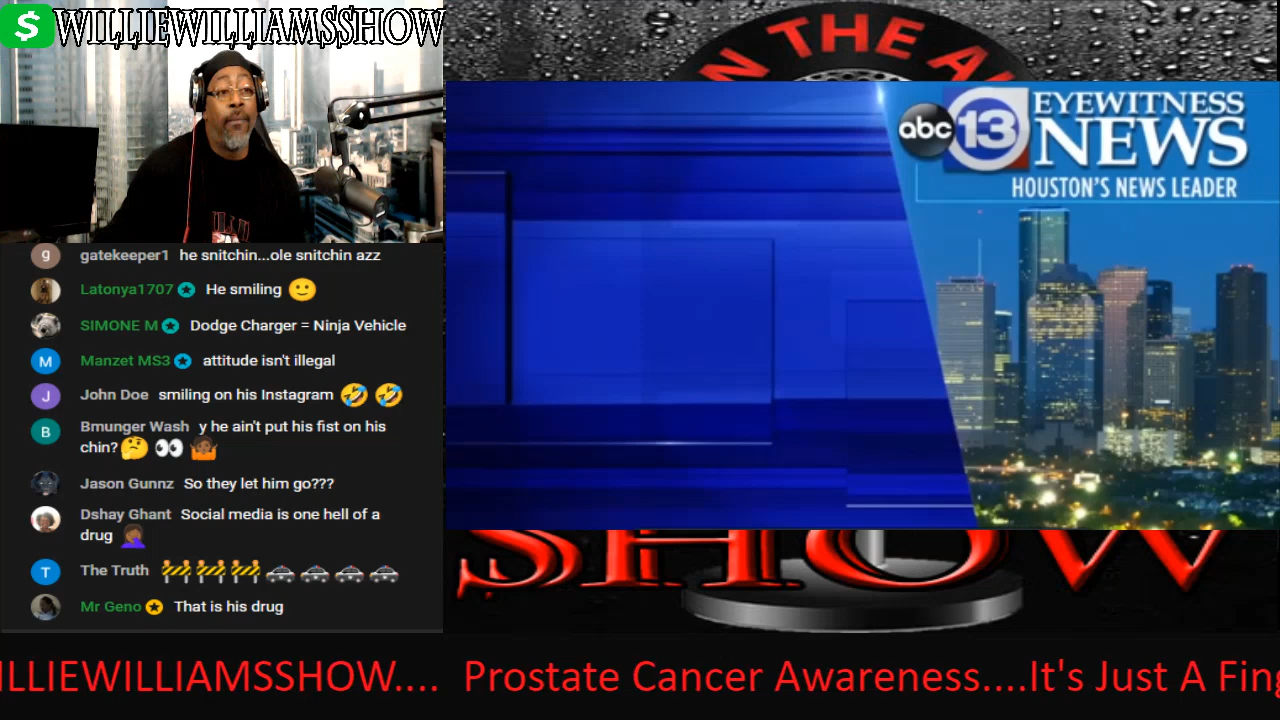 $ WILLIEWILLIAMSSHOW
N THE A
abc 13 EYEWITNESS
NEWS
HOUSTON'S NEWS LEADER
g gatekeeper1 he snitchin...ole snitchin azz
Latonya1707 He smiling 🙂
SIMONE M Dodge Charger = Ninja Vehicle
M Manzet MS3 attitude isn't illegal
J John Doe smiling on his Instagram 🤣 🤣
B Bmunger Wash y he ain't put his fist on his
chin?🤔 👀 🤷🏾
Jason Gunnz So they let him go???
Dshay Ghant Social media is one hell of a
drug 🤦🏾‍♀️
T The Truth 🚧 🚧 🚧 🚓 🚓 🚓 🚓
Mr Geno That is his drug
SHOW
ILLIEWILLIAMSSHOW.... Prostate Cancer Awareness....It's Just A Fing